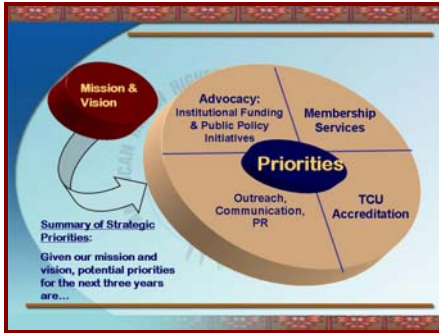 Mission &
Vision
Advocacy:
Institutional Funding
& Public Policy
Initiatives
Membership
Services
Priorities
Outreach,
Communication,
PR
TCU
Accreditation
Summary of Strategic
Priorities:
Given our mission and
vision, potential priorities
for the next three years
are...